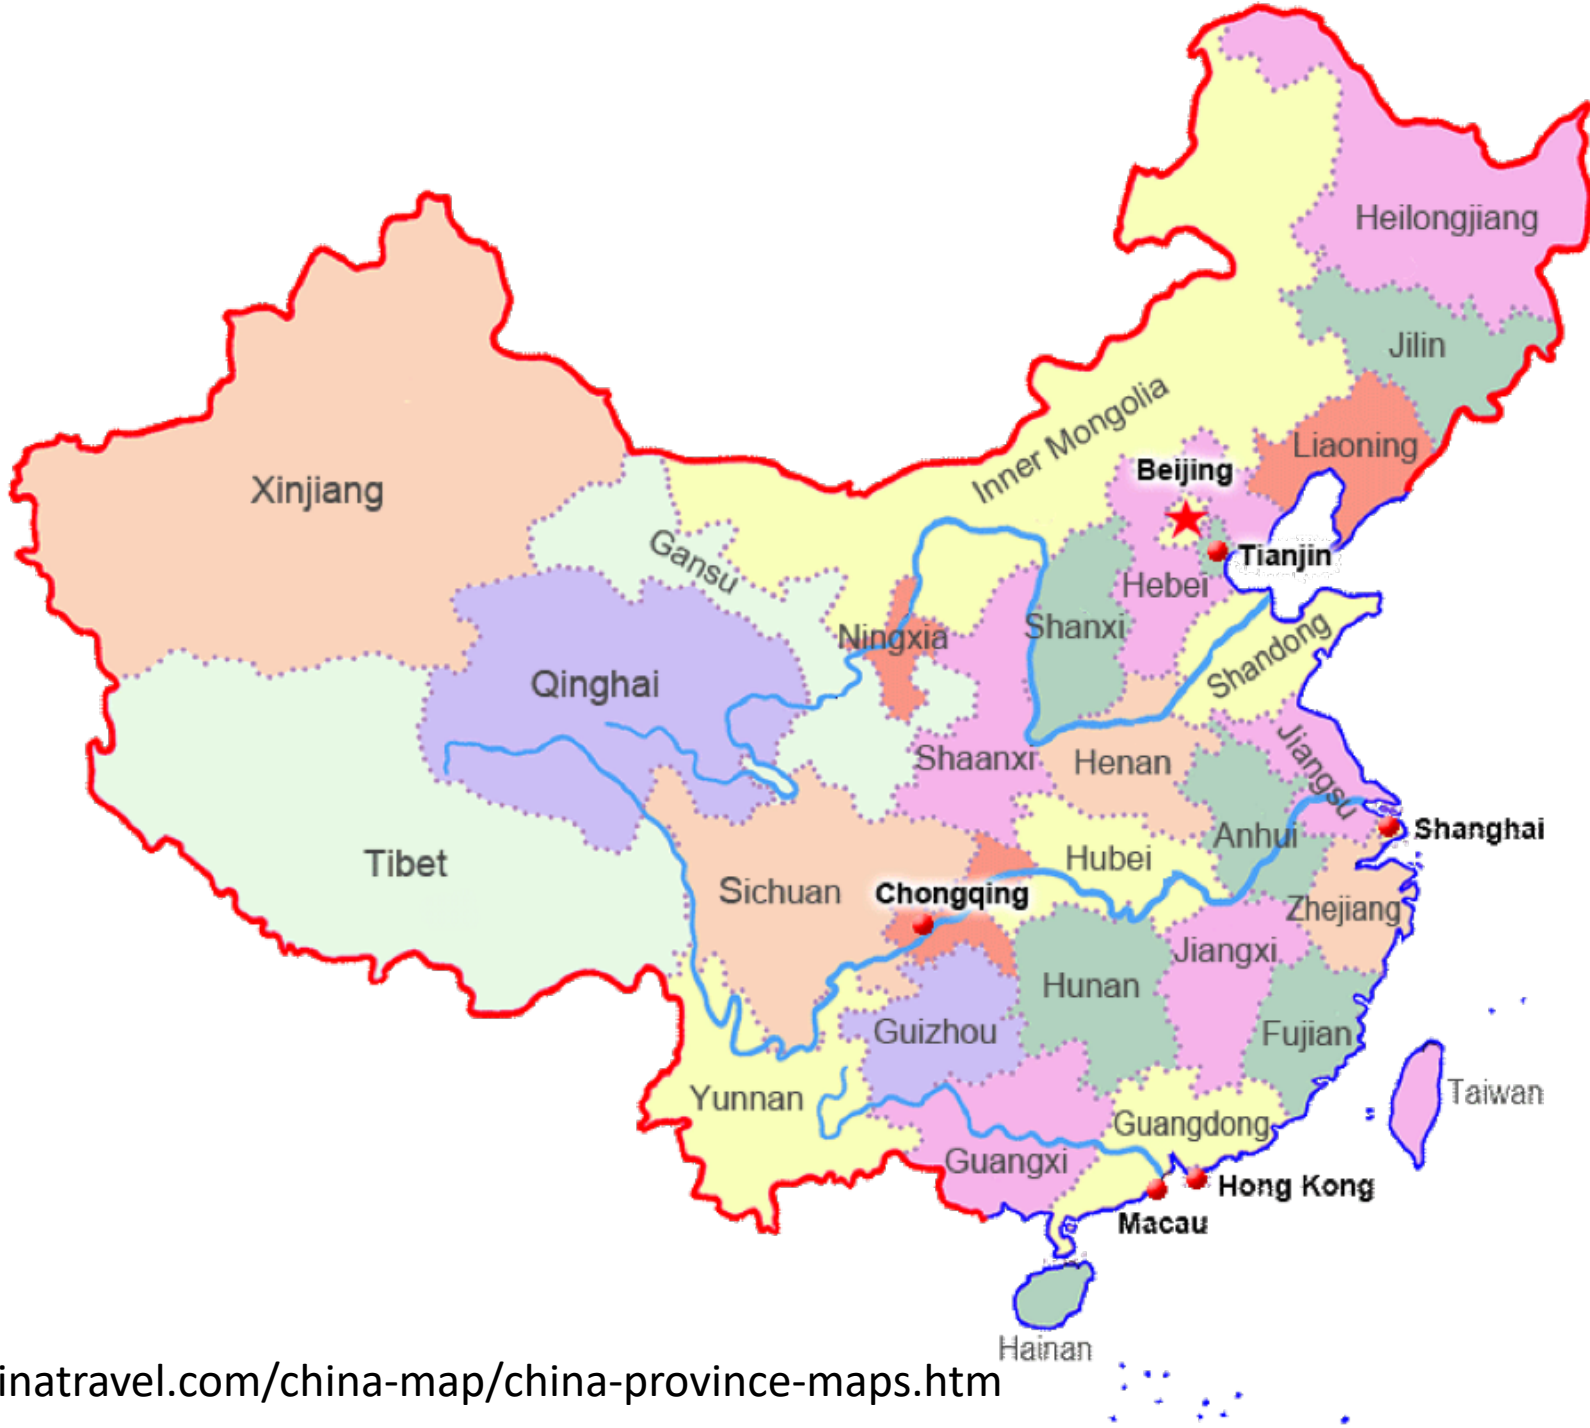 Heilongjiang
Jilin
Inner Mongolia
Liaoning
Beijing
Xinjiang
Gansu
Tianjin
Hebei
Ningxia
Shanxi
Shandong
Qinghai
Shaanxi
Henan
Jiangsu
Shanghai
Anhui
Tibet
Hubei
Sichuan
Chongqing
Zhejiang
Jiangxi
Hunan
Guizhou
Fujian
Yunnan
Taiwan
Guangdong
Guangxi
Hong Kong
Macau
Hainan
inatravel.com/china-map/china-province-maps.htm